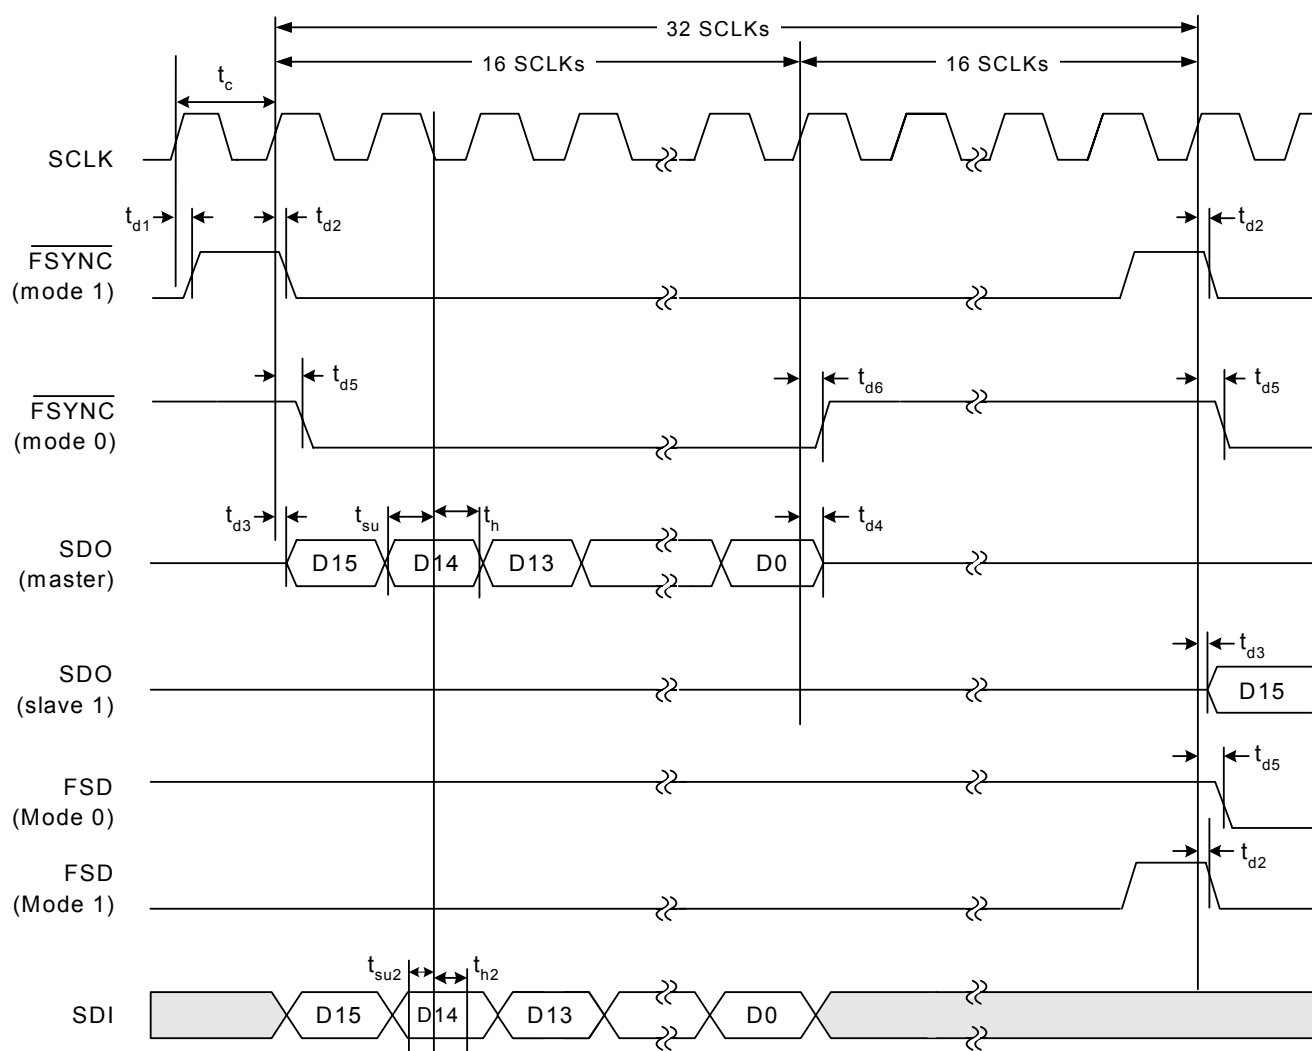 32 SCLKs
16 SCLKs
16 SCLKs
tc
SCLK
td1
td2
td2
FSYNC
(mode 1)
td5
td6
td5
FSYNC
(mode 0)
td3
tsu
th
td4
SDO
(master)
D15
D14
D13
D0
td3
SDO
(slave 1)
D15
td5
FSD
(Mode 0)
td2
FSD
(Mode 1)
tsu2
th2
SDI
D15
D14
D13
D0